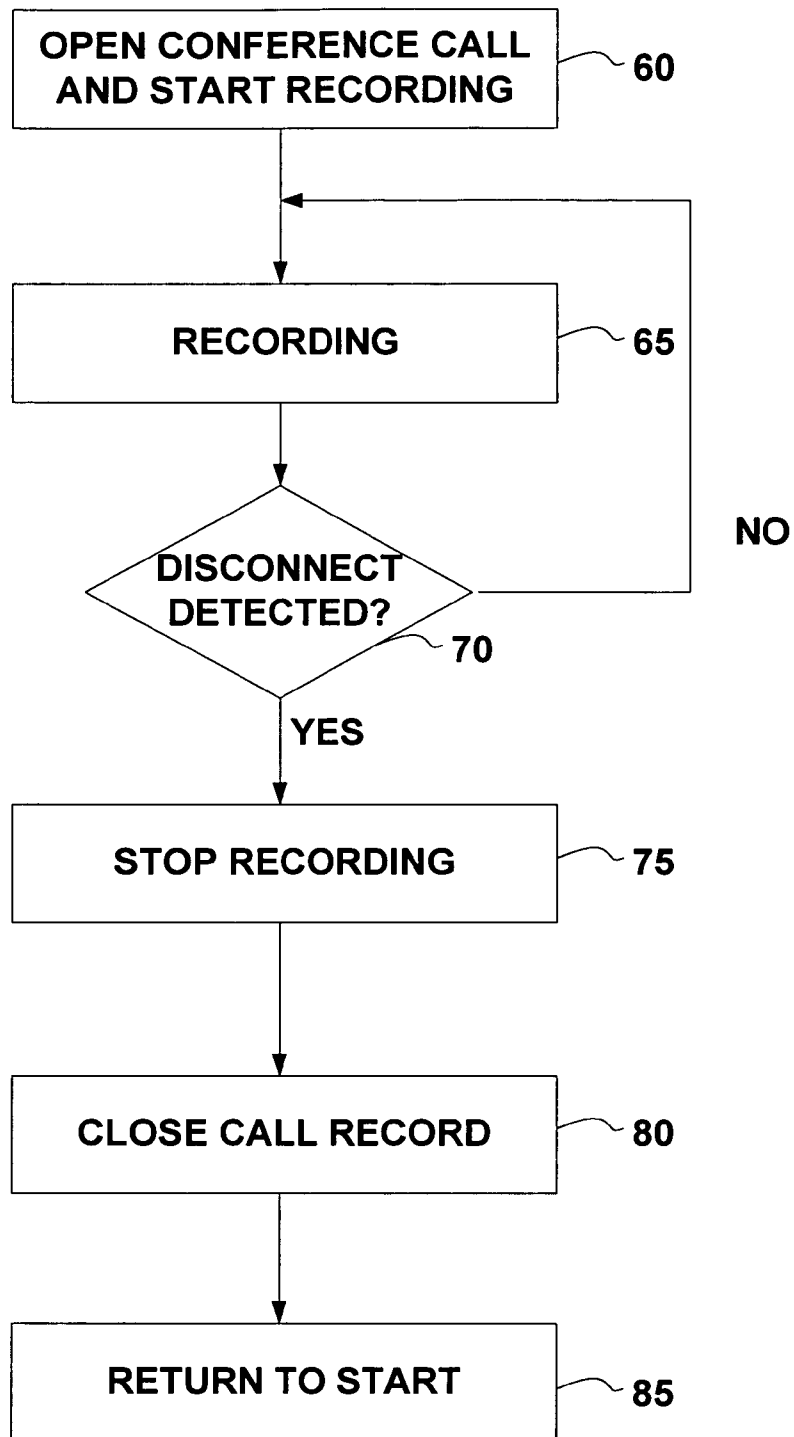 OPEN CONFERENCE CALL
AND START RECORDING
60
RECORDING
65
NO
DISCONNECT
DETECTED?
70
YES
STOP RECORDING
75
CLOSE CALL RECORD
80
RETURN TO START
85